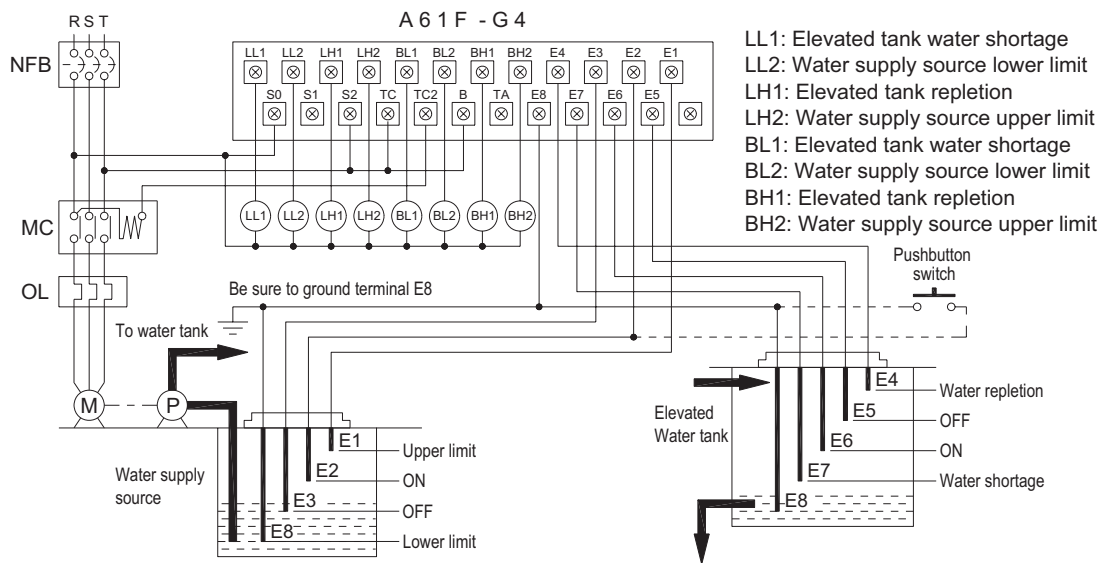 R S T
A 6 1 F - G 4
NFB
LL1 LL2 LH1 LH2 BL1 BL2 BH1 BH2 E4 E3 E2 E1
S0 S1 S2 TC TC2 B TA E8 E7 E6 E5
LL1: Elevated tank water shortage
LL2: Water supply source lower limit
LH1: Elevated tank repletion
LH2: Water supply source upper limit
BL1: Elevated tank water shortage
BL2: Water supply source lower limit
BH1: Elevated tank repletion
BH2: Water supply source upper limit
MC
LL1 LL2 LH1 LH2 BL1 BL2 BH1 BH2
Pushbutton
switch
OL
Be sure to ground terminal E8
To water tank
M
P
E1
Upper limit
E2
ON
E3
OFF
E8
Lower limit
Water supply
source
Elevated
Water tank
E4
Water repletion
E5
OFF
E6
ON
E7
Water shortage
E8